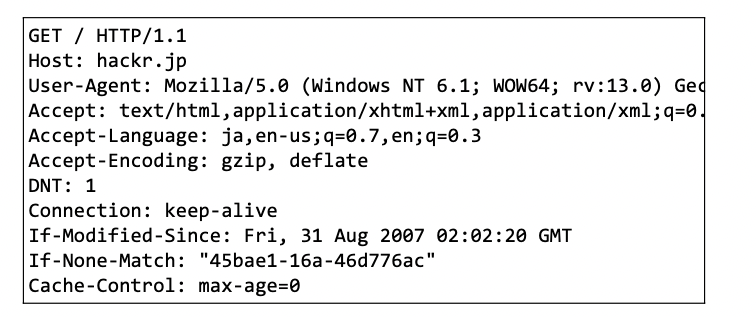 GET / HTTP/1.1
Host: hackr.jp
User-Agent: Mozilla/5.0 (Windows NT 6.1; WOW64; rv:13.0)
Accept: text/html,application/xhtml+xml,application/xml;q=0.
Accept-Language: ja,en-us;q=0.7,en;q=0.3
Accept-Encoding: gzip, deflate
DNT: 1
Connection: keep-alive
If-Modified-Since: Fri, 31 Aug 2007 02:02:20 GMT
If-None-Match: "45bae1-16a-46d776ac"
Cache-Control: max-age=0